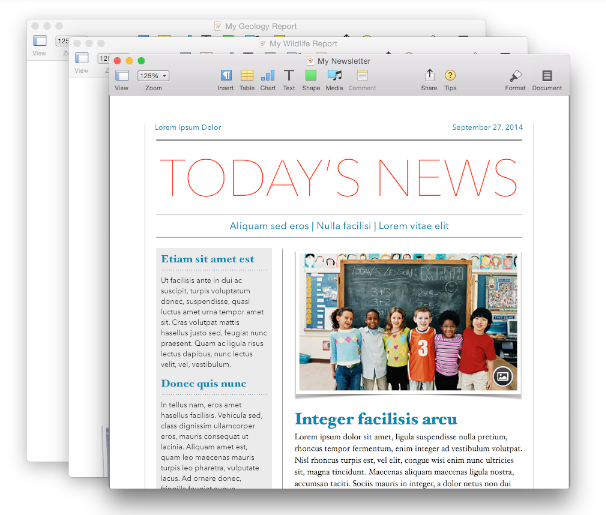 My Geology Report
View
125
My Wildlife Report
View
125
Zoom
My Newsletter
125%
View
Zoom
Insert
Table
Chart
Text
Shape
Media
Comment
Share
Tips
Format
Document
Lorem Ipsum Dolor
September 27, 2014
TODAY'S NEWS
Aliquam sed eros | Nulla facilisi | Lorem vitae elit
Etiam sit amet est
Ut facilisis ante in dui ac
suscipit, turpis voluptatum
donec, suspendisse, quasi
luctus amet urna tempor amet
sit. Cras volutpat mattis
hasellus justo sed, feugiat nunc
praesent. Quam ac ligula risus
lectus dapibus, nunc lectus
velit, vel, vestibulum.
Donec quis nunc
In tellus nam, eros amet
hasellus facilisis. Vehicula sed,
class dignissim ullamcorper
eros, mauris consequat ut
lacinia. Aliquam amet est,
quam leo maecenas mauris
turpis leo pharetra, vulputate
lacus. Ad ornare donec,
fringilla feugiat augue
TODAY'S LESSON
Integer facilisis arcu
Lorem ipsum dolor sit amet, ligula suspendisse nulla pretium,
rhoncus tempor fermentum, enim integer ad vestibulum volutpat.
Nisl rhoncus turpis est, vel elit, congue wisi enim nunc ultricies
sit, magna tincidunt. Maecenas aliquam maecenas ligula nostra,
accumsan taciti. Sociis mauris in integer, a dolor netus non dui